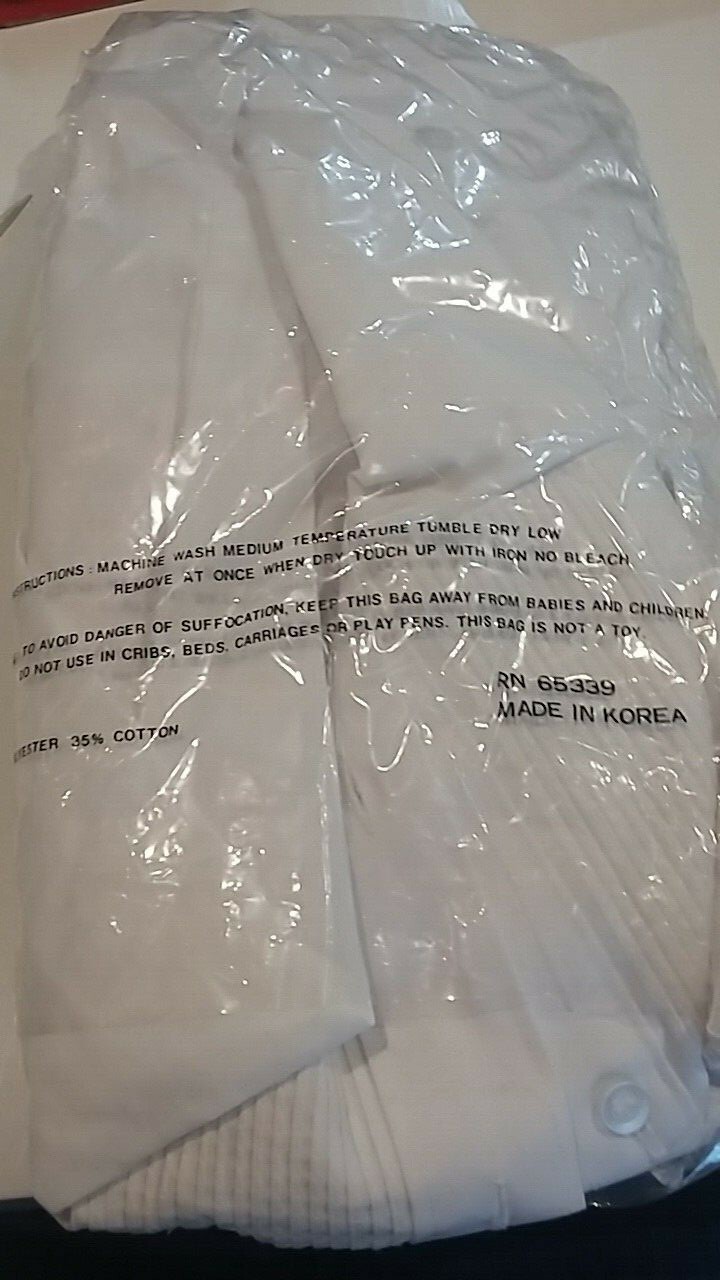 STRUCTIONS : MACHINE WASH MEDIUM TEMPERATURE TUMBLE DRY LOW
REMOVE AT ONCE WHEN DRY TOUCH UP WITH IRON NO BLEACH
TO AVOID DANGER OF SUFFOCATION, KEEP THIS BAG AWAY FROM BABIES AND CHILDREN.
DO NOT USE IN CRIBS, BEDS, CARRIAGES OR PLAY PENS. THIS BAG IS NOT A TOY.
RN 65339
MADE IN KOREA
YESTER 35% COTTON